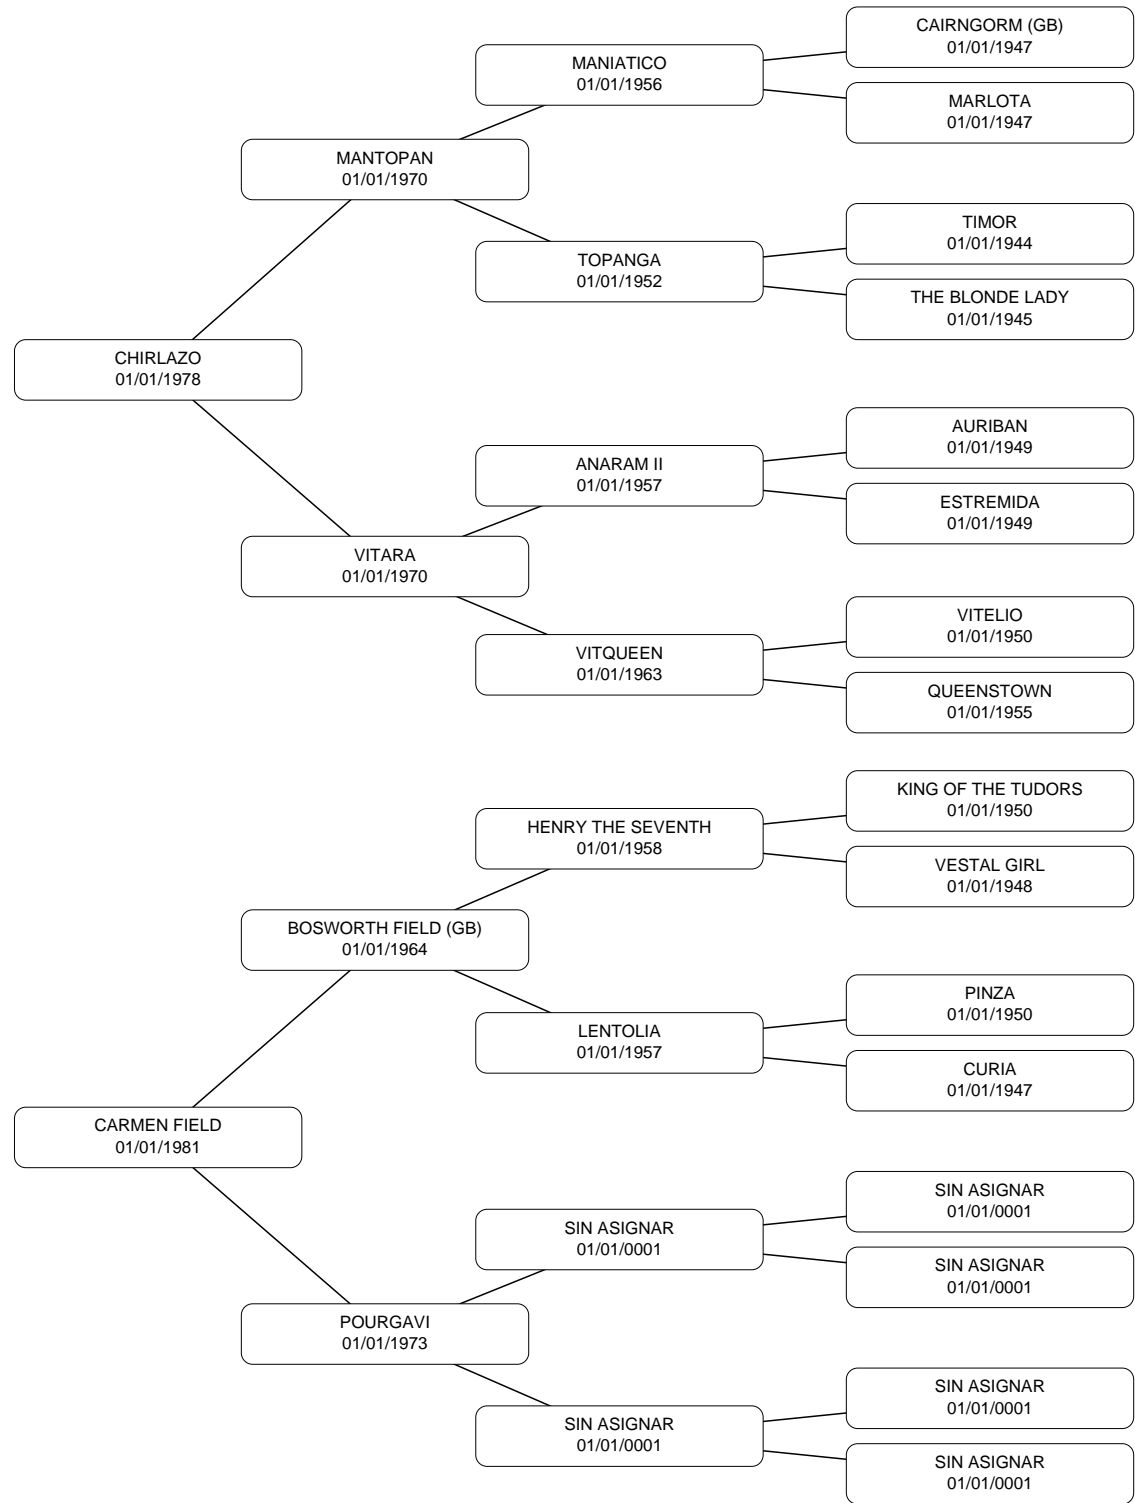 CAIRNGORM (GB)
01/01/1947
MANIATICO
01/01/1956
MARLOTA
01/01/1947
MANTOPAN
01/01/1970
TIMOR
01/01/1944
TOPANGA
01/01/1952
THE BLONDE LADY
01/01/1945
CHIRLAZO
01/01/1978
AURIBAN
01/01/1949
ANARAM II
01/01/1957
ESTREMIDA
01/01/1949
VITARA
01/01/1970
VITELIO
01/01/1950
VITQUEEN
01/01/1963
QUEENSTOWN
01/01/1955
KING OF THE TUDORS
01/01/1950
HENRY THE SEVENTH
01/01/1958
VESTAL GIRL
01/01/1948
BOSWORTH FIELD (GB)
01/01/1964
PINZA
01/01/1950
LENTOLIA
01/01/1957
CURIA
01/01/1947
CARMEN FIELD
01/01/1981
SIN ASIGNAR
01/01/0001
SIN ASIGNAR
01/01/0001
SIN ASIGNAR
01/01/0001
POURGAVI
01/01/1973
SIN ASIGNAR
01/01/0001
SIN ASIGNAR
01/01/0001
SIN ASIGNAR
01/01/0001